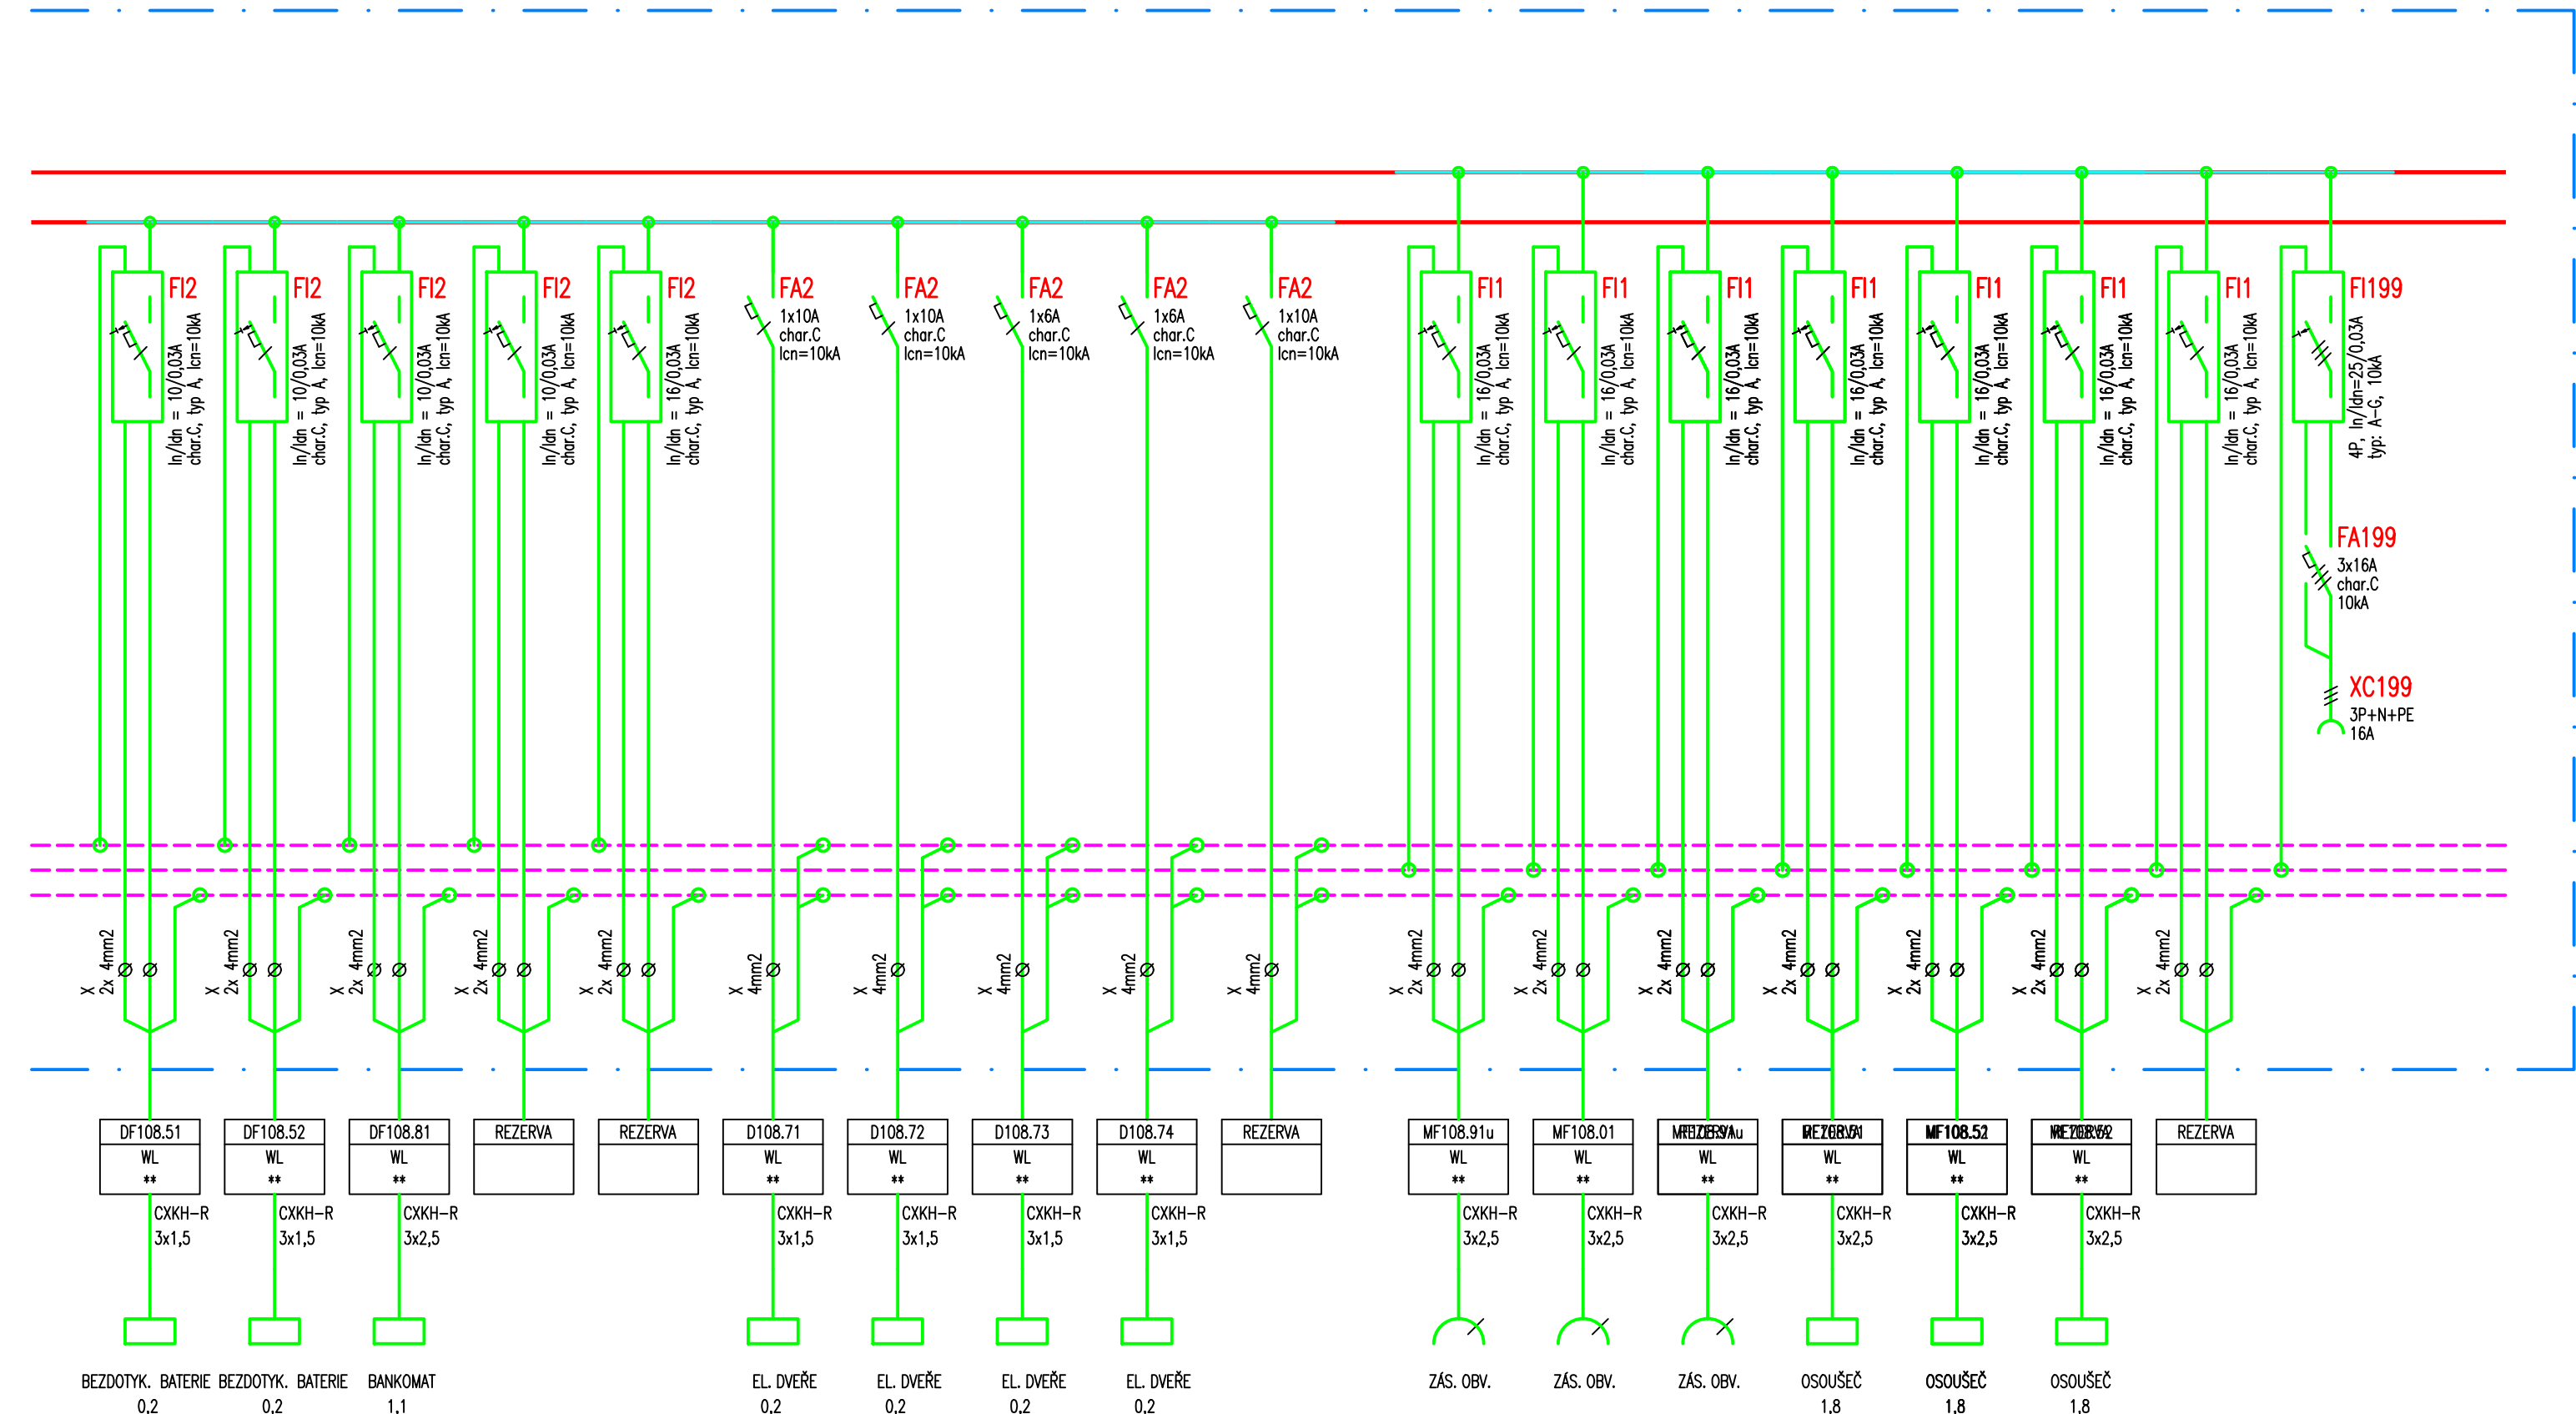 FI2
In/Idn = 10/0,03A
char.C, typ A, Icn=10kA
FI2
In/Idn = 10/0,03A
char.C, typ A, Icn=10kA
FI2
In/Idn = 10/0,03A
char.C, typ A, Icn=10kA
FI2
In/Idn = 10/0,03A
char.C, typ A, Icn=10kA
FI2
In/Idn = 16/0,03A
char.C, typ A, Icn=10kA
FA2
1x10A
char.C
Icn=10kA
FA2
1x10A
char.C
Icn=10kA
FA2
1x6A
char.C
Icn=10kA
FA2
1x6A
char.C
Icn=10kA
FA2
1x10A
char.C
Icn=10kA
FI1
In/Idn = 16/0,03A
char.C, typ A, Icn=10kA
FI1
In/Idn = 16/0,03A
char.C, typ A, Icn=10kA
FI1
In/Idn = 16/0,03A
char.C, typ A, Icn=10kA
FI1
In/Idn = 16/0,03A
char.C, typ A, Icn=10kA
FI1
In/Idn = 16/0,03A
char.C, typ A, Icn=10kA
FI1
In/Idn = 16/0,03A
char.C, typ A, Icn=10kA
FI1
In/Idn = 16/0,03A
char.C, typ A, Icn=10kA
FI199
4P, In/Idn=25/0,03A
typ: A-G, 10kA
FA199
3x16A
char.C
10kA
XC199
3P+N+PE
16A
X
2x 4mm2
X
2x 4mm2
X
2x 4mm2
X
2x 4mm2
X
2x 4mm2
X
4mm2
X
4mm2
X
4mm2
X
4mm2
X
4mm2
X
2x 4mm2
X
2x 4mm2
X
2x 4mm2
X
2x 4mm2
X
2x 4mm2
X
2x 4mm2
X
2x 4mm2
DF108.51
WL
**
CXKH-R
3x1,5
BEZDOTYK. BATERIE
0,2
DF108.52
WL
**
CXKH-R
3x1,5
BEZDOTYK. BATERIE
0,2
DF108.81
WL
**
CXKH-R
3x2,5
BANKOMAT
1,1
REZERVA
REZERVA
D108.71
WL
**
CXKH-R
3x1,5
EL. DVEŘE
0,2
D108.72
WL
**
CXKH-R
3x1,5
EL. DVEŘE
0,2
D108.73
WL
**
CXKH-R
3x1,5
EL. DVEŘE
0,2
D108.74
WL
**
CXKH-R
3x1,5
EL. DVEŘE
0,2
REZERVA
MF108.91u
WL
**
CXKH-R
3x2,5
ZÁS. OBV.
MF108.01
WL
**
CXKH-R
3x2,5
ZÁS. OBV.
REZERVA
WL
**
CXKH-R
3x2,5
ZÁS. OBV.
REZERVA
WL
**
CXKH-R
3x2,5
OSOUŠEČ
1,8
WL
**
CXKH-R
3x2,5
OSOUŠEČ
1,8
REZERVA
WL
**
CXKH-R
3x2,5
OSOUŠEČ
1,8
REZERVA